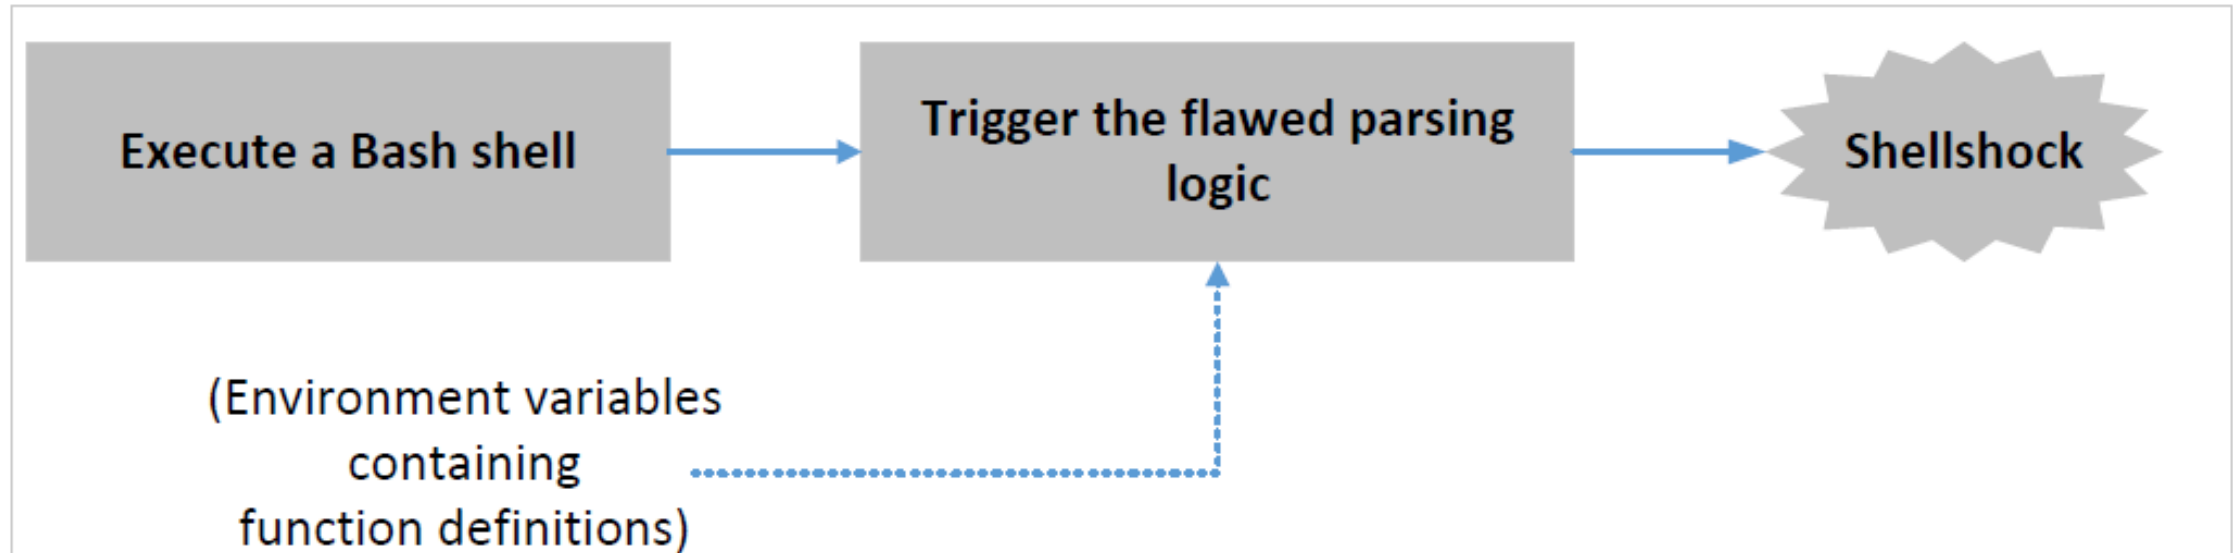 Execute a Bash shell
Trigger the flawed parsing
logic
Shellshock
(Environment variables
containing
function definitions)